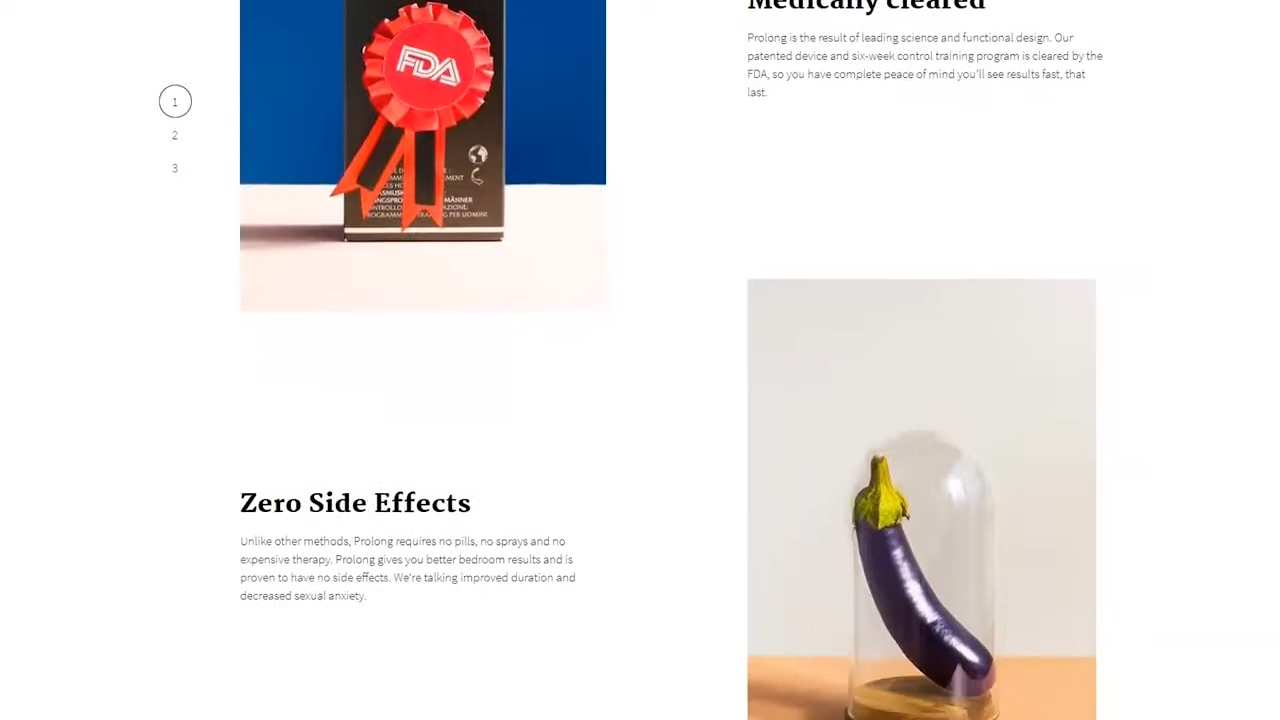 Medically cleared
Prolong is the result of leading science and functional design. Our
patented device and six-week control training program is cleared by the
FDA, so you have complete peace of mind you'll see results fast, that
last.
1
2
3
FDA
MÄNNER
PER UOMINI
Zero Side Effects
Unlike other methods, Prolong requires no pills, no sprays and no
expensive therapy. Prolong gives you better bedroom results and is
proven to have no side effects. We're talking improved duration and
decreased sexual anxiety.